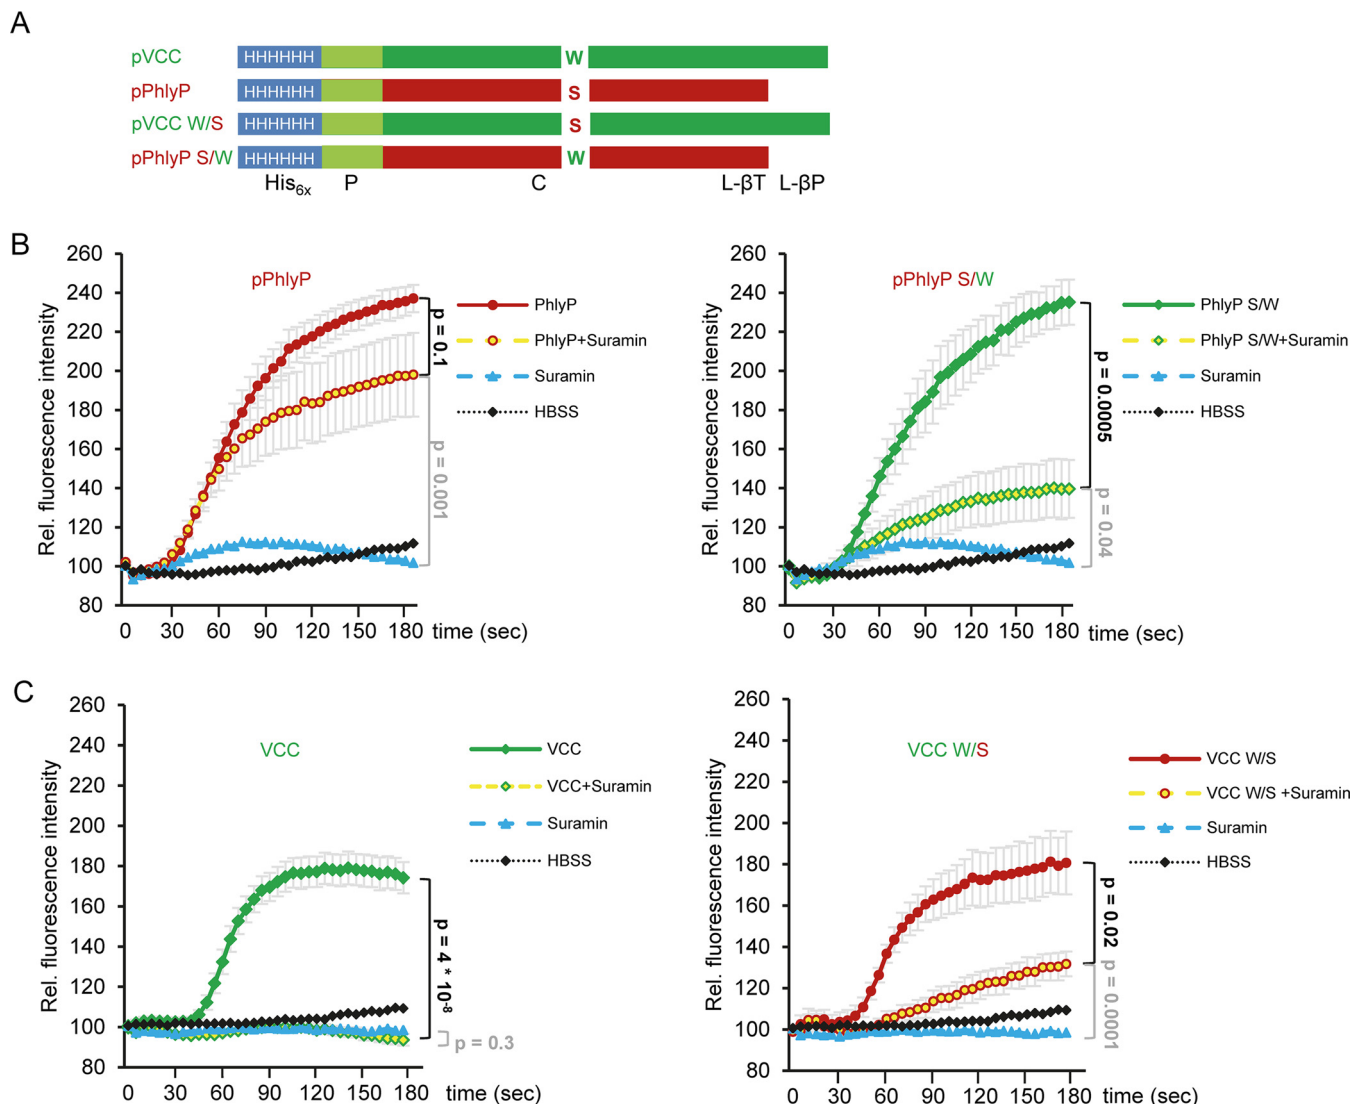 A
pVCC HHHHHH W
pPhlyP HHHHHH S
pVCC W/S HHHHHH S
pPhlyP S/W HHHHHH W
His6x P C L-βT L-βP
B
pPhlyP
Rel. fluorescence intensity
260
240
220
200
180
160
140
120
100
80
0 30 60 90 120 150 180 time (sec)
p = 0.1
p = 0.001
PhlyP
PhlyP+Suramin
Suramin
HBSS
pPhlyP S/W
Rel. fluorescence intensity
260
240
220
200
180
160
140
120
100
80
0 30 60 90 120 150 180 time (sec)
p = 0.0005
p = 0.04
PhlyP S/W
PhlyP S/W+Suramin
Suramin
HBSS
C
VCC
Rel. fluorescence intensity
260
240
220
200
180
160
140
120
100
80
0 30 60 90 120 150 180 time (sec)
p = 4 * 10-8
p = 0.3
VCC
VCC+Suramin
Suramin
HBSS
VCC W/S
Rel. fluorescence intensity
260
240
220
200
180
160
140
120
100
80
0 30 60 90 120 150 180 time (sec)
p = 0.02
p = 0.0001
VCC W/S
VCC W/S +Suramin
Suramin
HBSS